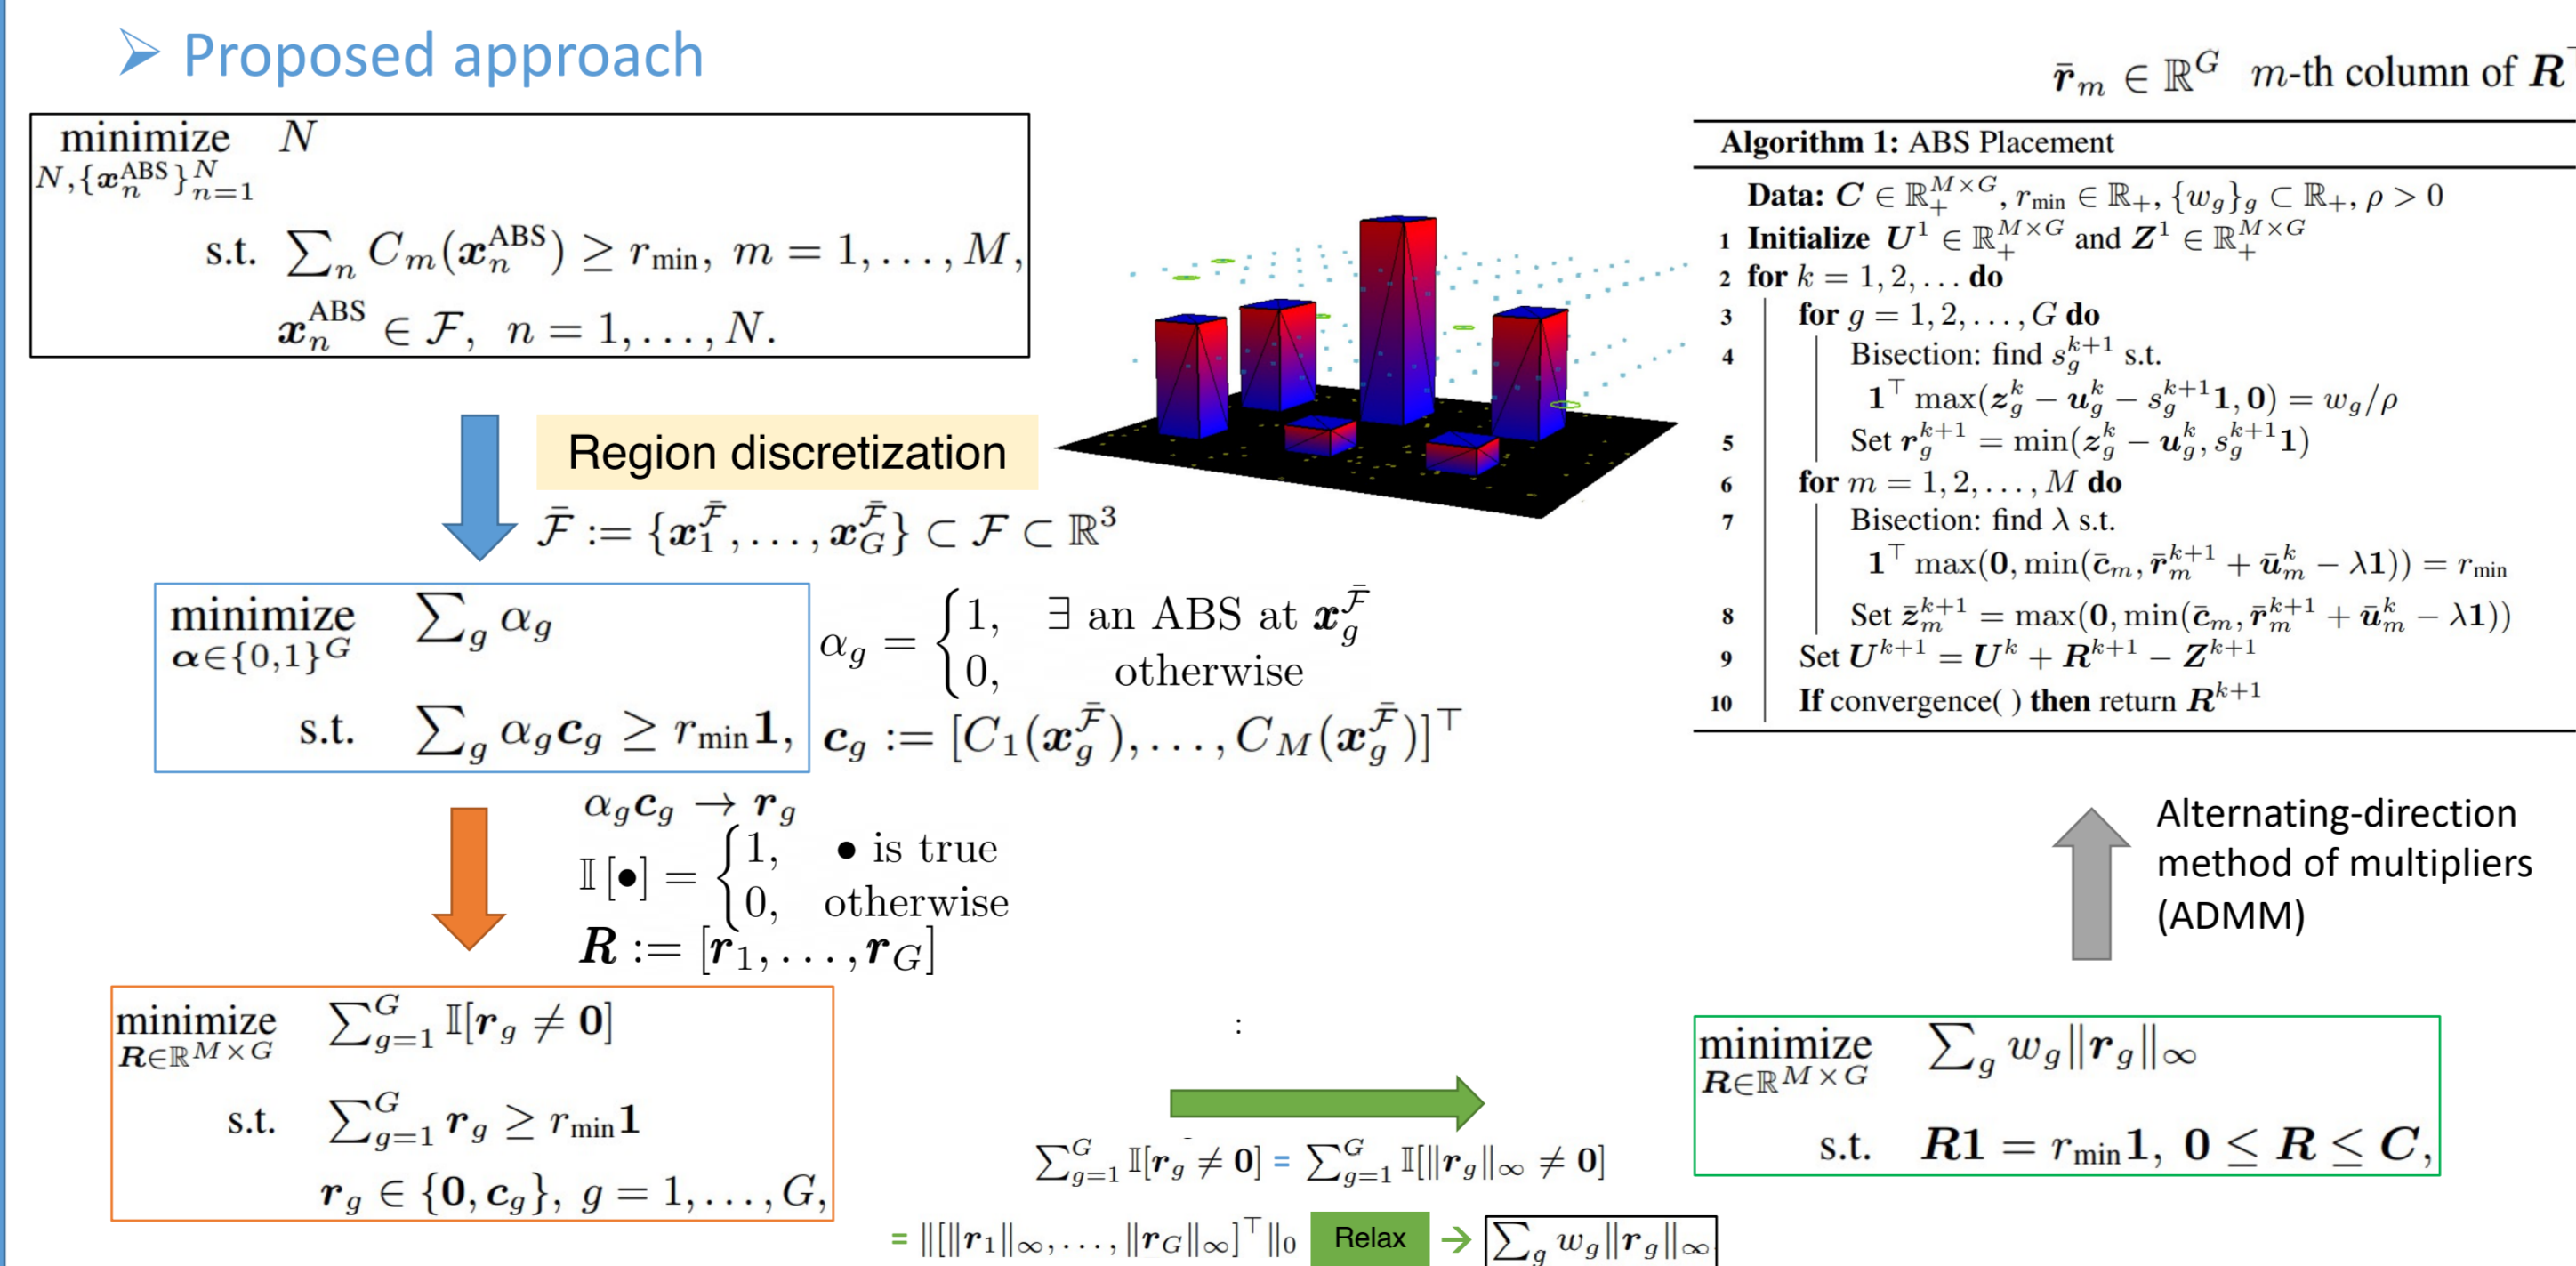 ➢ Proposed approach
minimize N
N,{x_n^ABS}_{n=1}^N
s.t. ∑_n C_m(x_n^ABS) ≥ r_min, m = 1, . . . , M,
x_n^ABS ∈ F, n = 1, . . . , N.
Region discretization
F̄ := {x_1^F̄, . . . , x_G^F̄} ⊂ F ⊂ ℝ^3
minimize ∑_g α_g
α∈{0,1}^G
s.t. ∑_g α_g c_g ≥ r_min 1,
α_g = {1, ∃ an ABS at x_g^F̄
0, otherwise
c_g := [C_1(x_g^F̄), . . . , C_M(x_g^F̄)]^⊤
α_g c_g → r_g
𝕀[•] = {1, • is true
0, otherwise
R := [r_1, . . . , r_G]
minimize ∑_{g=1}^G 𝕀[r_g ≠ 0]
R∈ℝ^{M×G}
s.t. ∑_{g=1}^G r_g ≥ r_min 1
r_g ∈ {0, c_g}, g = 1, . . . , G,
:
∑_{g=1}^G 𝕀[r_g ≠ 0] = ∑_{g=1}^G 𝕀[‖r_g‖_∞ ≠ 0]
= ‖[‖r_1‖_∞, . . . , ‖r_G‖_∞]^⊤‖_0 Relax → ∑_g w_g‖r_g‖_∞
minimize ∑_g w_g‖r_g‖_∞
R∈ℝ^{M×G}
s.t. R1 = r_min 1, 0 ≤ R ≤ C,
Alternating-direction
method of multipliers
(ADMM)
r̄_m ∈ ℝ^G m-th column of R^⊤
Algorithm 1: ABS Placement
Data: C ∈ ℝ_+^{M×G}, r_min ∈ ℝ_+, {w_g}_g ⊂ ℝ_+, ρ > 0
1 Initialize U^1 ∈ ℝ_+^{M×G} and Z^1 ∈ ℝ_+^{M×G}
2 for k = 1, 2, . . . do
3 for g = 1, 2, . . . , G do
4 Bisection: find s_g^{k+1} s.t.
1^⊤ max(z_g^k − u_g^k − s_g^{k+1}1, 0) = w_g/ρ
5 Set r_g^{k+1} = min(z_g^k − u_g^k, s_g^{k+1}1)
6 for m = 1, 2, . . . , M do
7 Bisection: find λ s.t.
1^⊤ max(0, min(c̄_m, r̄_m^{k+1} + ū_m^k − λ1)) = r_min
8 Set z̄_m^{k+1} = max(0, min(c̄_m, r̄_m^{k+1} + ū_m^k − λ1))
9 Set U^{k+1} = U^k + R^{k+1} − Z^{k+1}
10 If convergence( ) then return R^{k+1}